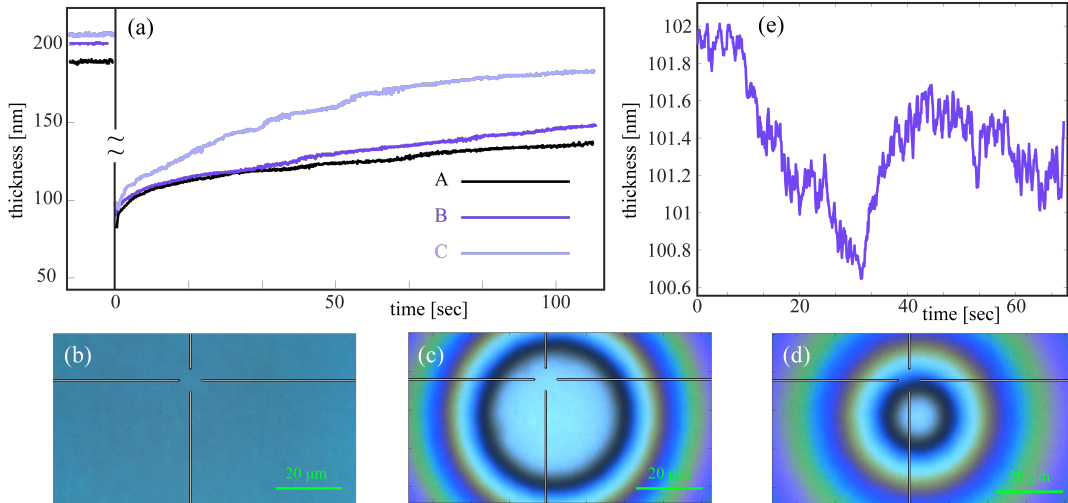 (a)
200
150
100
50
thickness [nm]
≈
A
B
C
0
50
100
time [sec]
(e)
102
101.8
101.6
101.4
101.2
101
100.8
100.6
thickness [nm]
0
20
40
60
time [sec]
(b)
20 μm
(c)
20 μm
(d)
20 μm